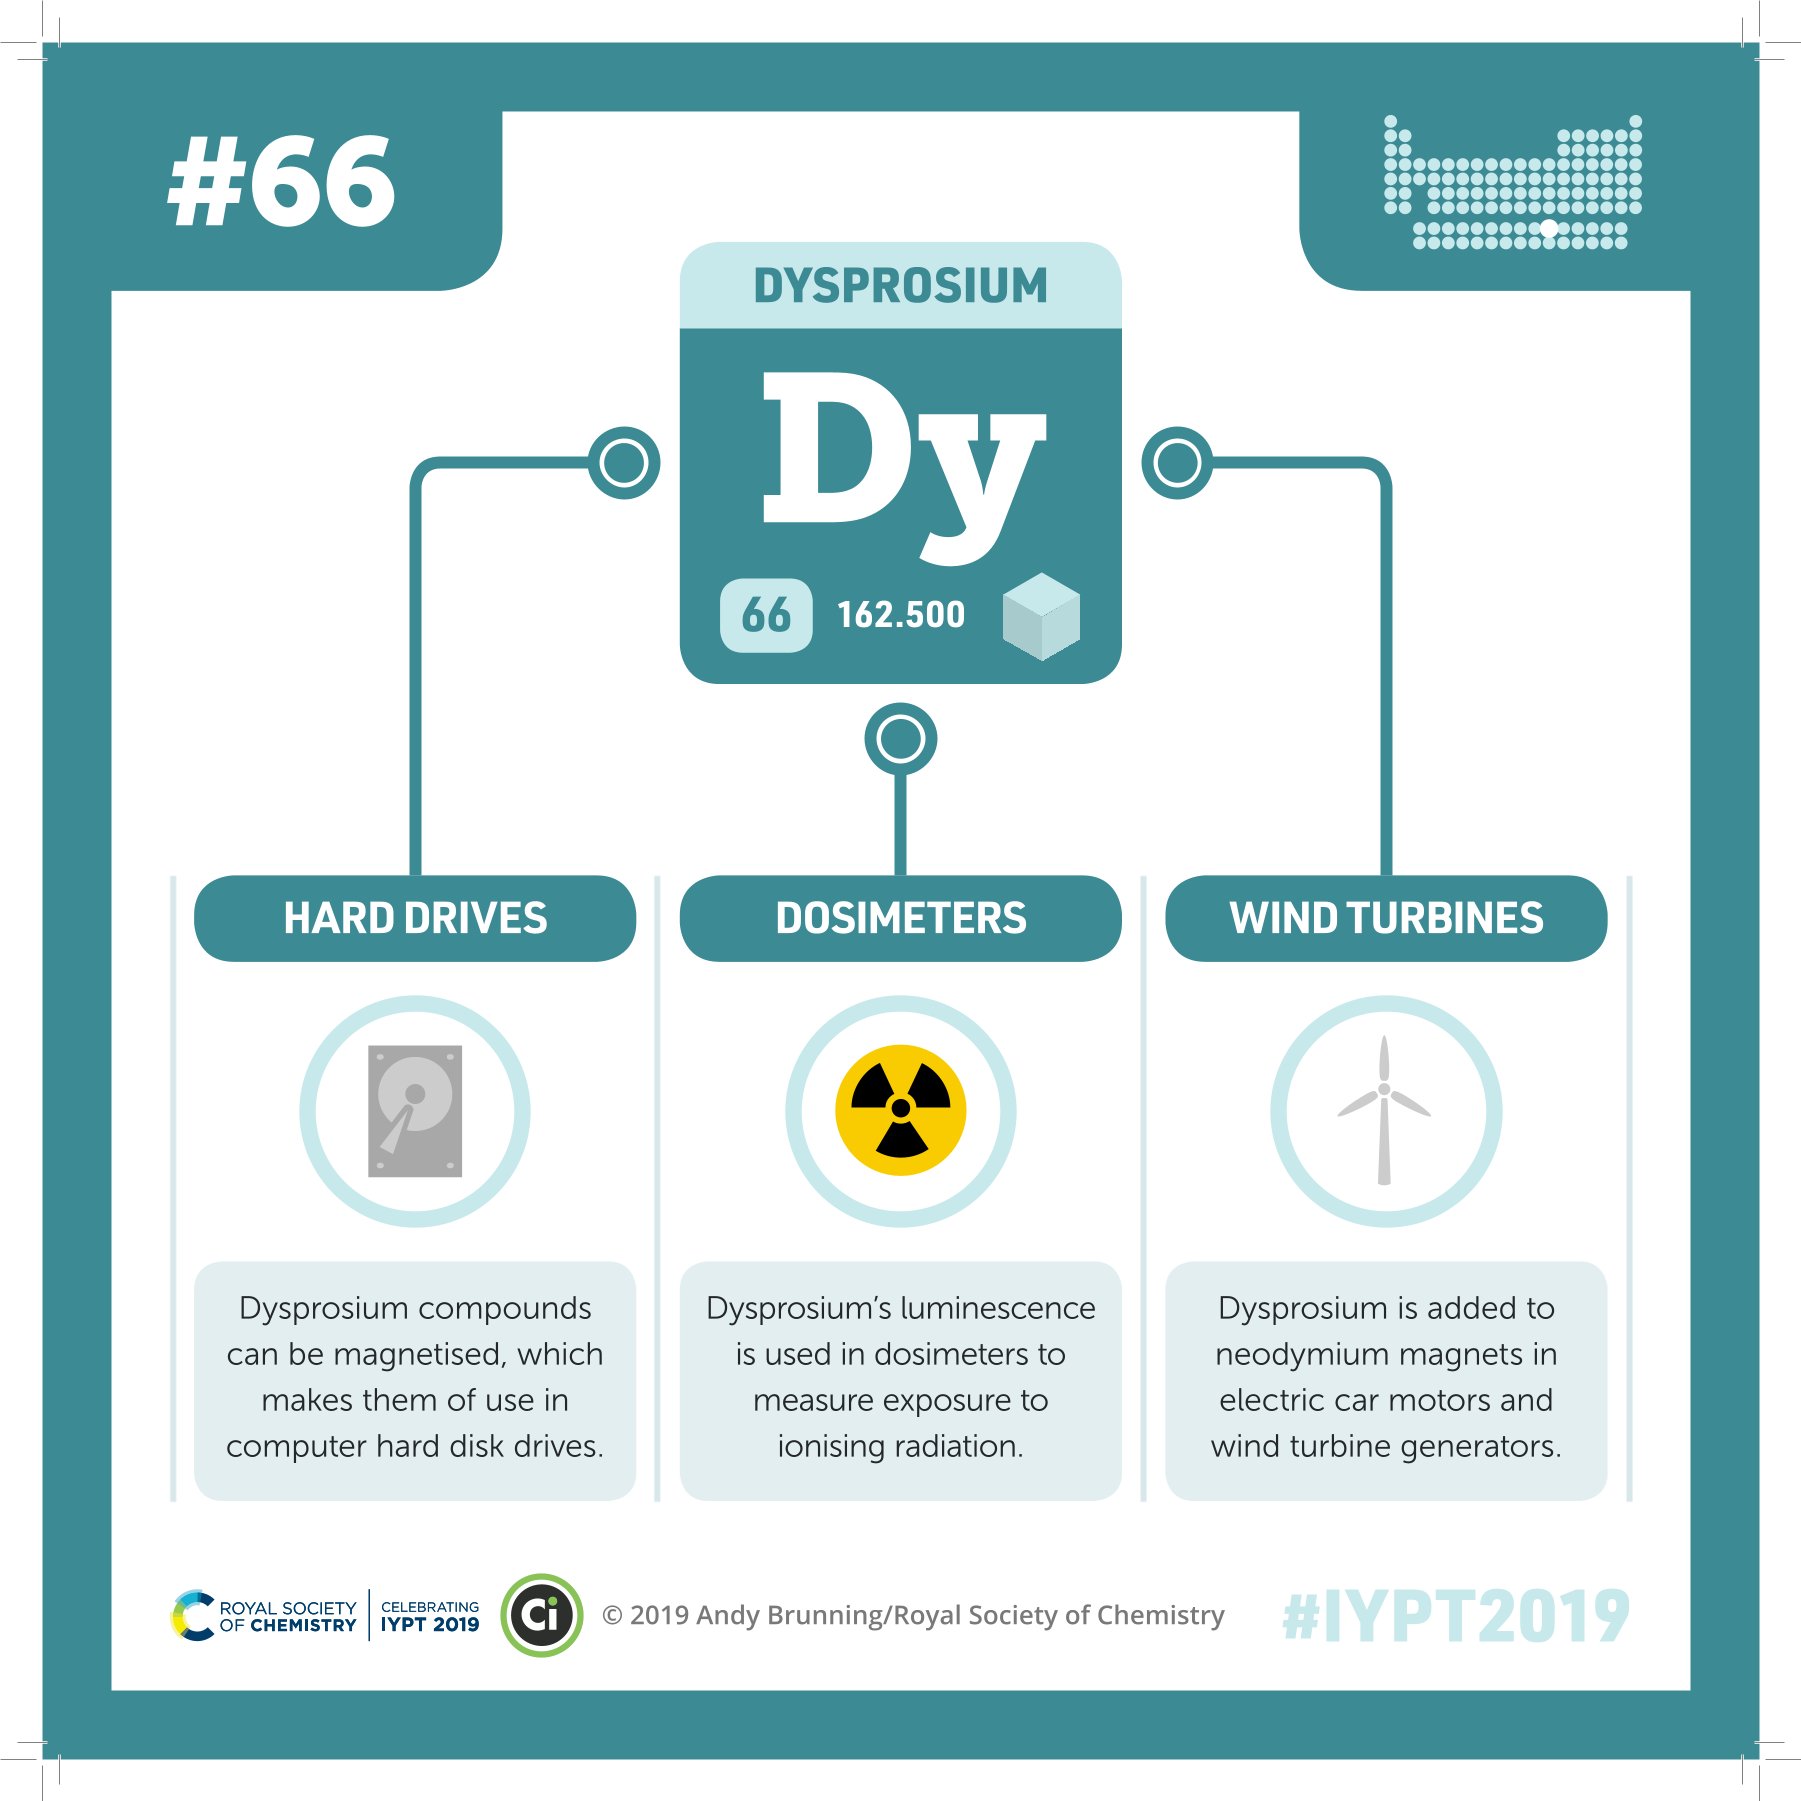 #66
DYSPROSIUM
Dy
66
162.500
HARD DRIVES
Dysprosium compounds
can be magnetised, which
makes them of use in
computer hard disk drives.
DOSIMETERS
Dysprosium’s luminescence
is used in dosimeters to
measure exposure to
ionising radiation.
WIND TURBINES
Dysprosium is added to
neodymium magnets in
electric car motors and
wind turbine generators.
ROYAL SOCIETY
OF CHEMISTRY
CELEBRATING
IYPT 2019
Ci
© 2019 Andy Brunning/Royal Society of Chemistry
#IYPT2019